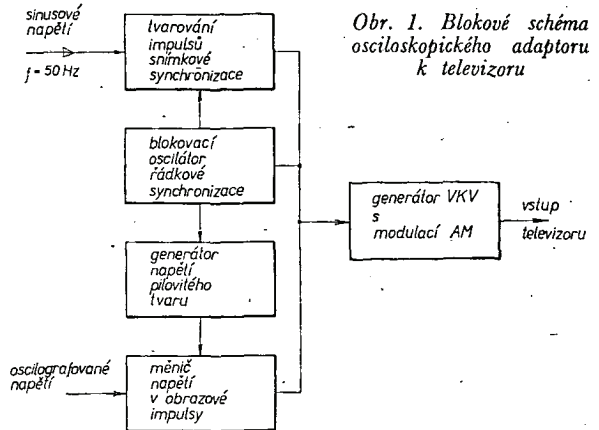 Obr. 1. Blokové schéma
osciloskopického adaptoru
k televizoru
sinusové
napětí
f = 50 Hz
tvarování
impulsů
snímkové
synchronizace
blokovací
oscilátor
řádkové
synchronizace
generátor
napětí
pilovitého
tvaru
oscilografované
napětí
měnič
napětí
v obrazové
impulsy
generátor VKV
s
modulací AM
vstup
televizoru